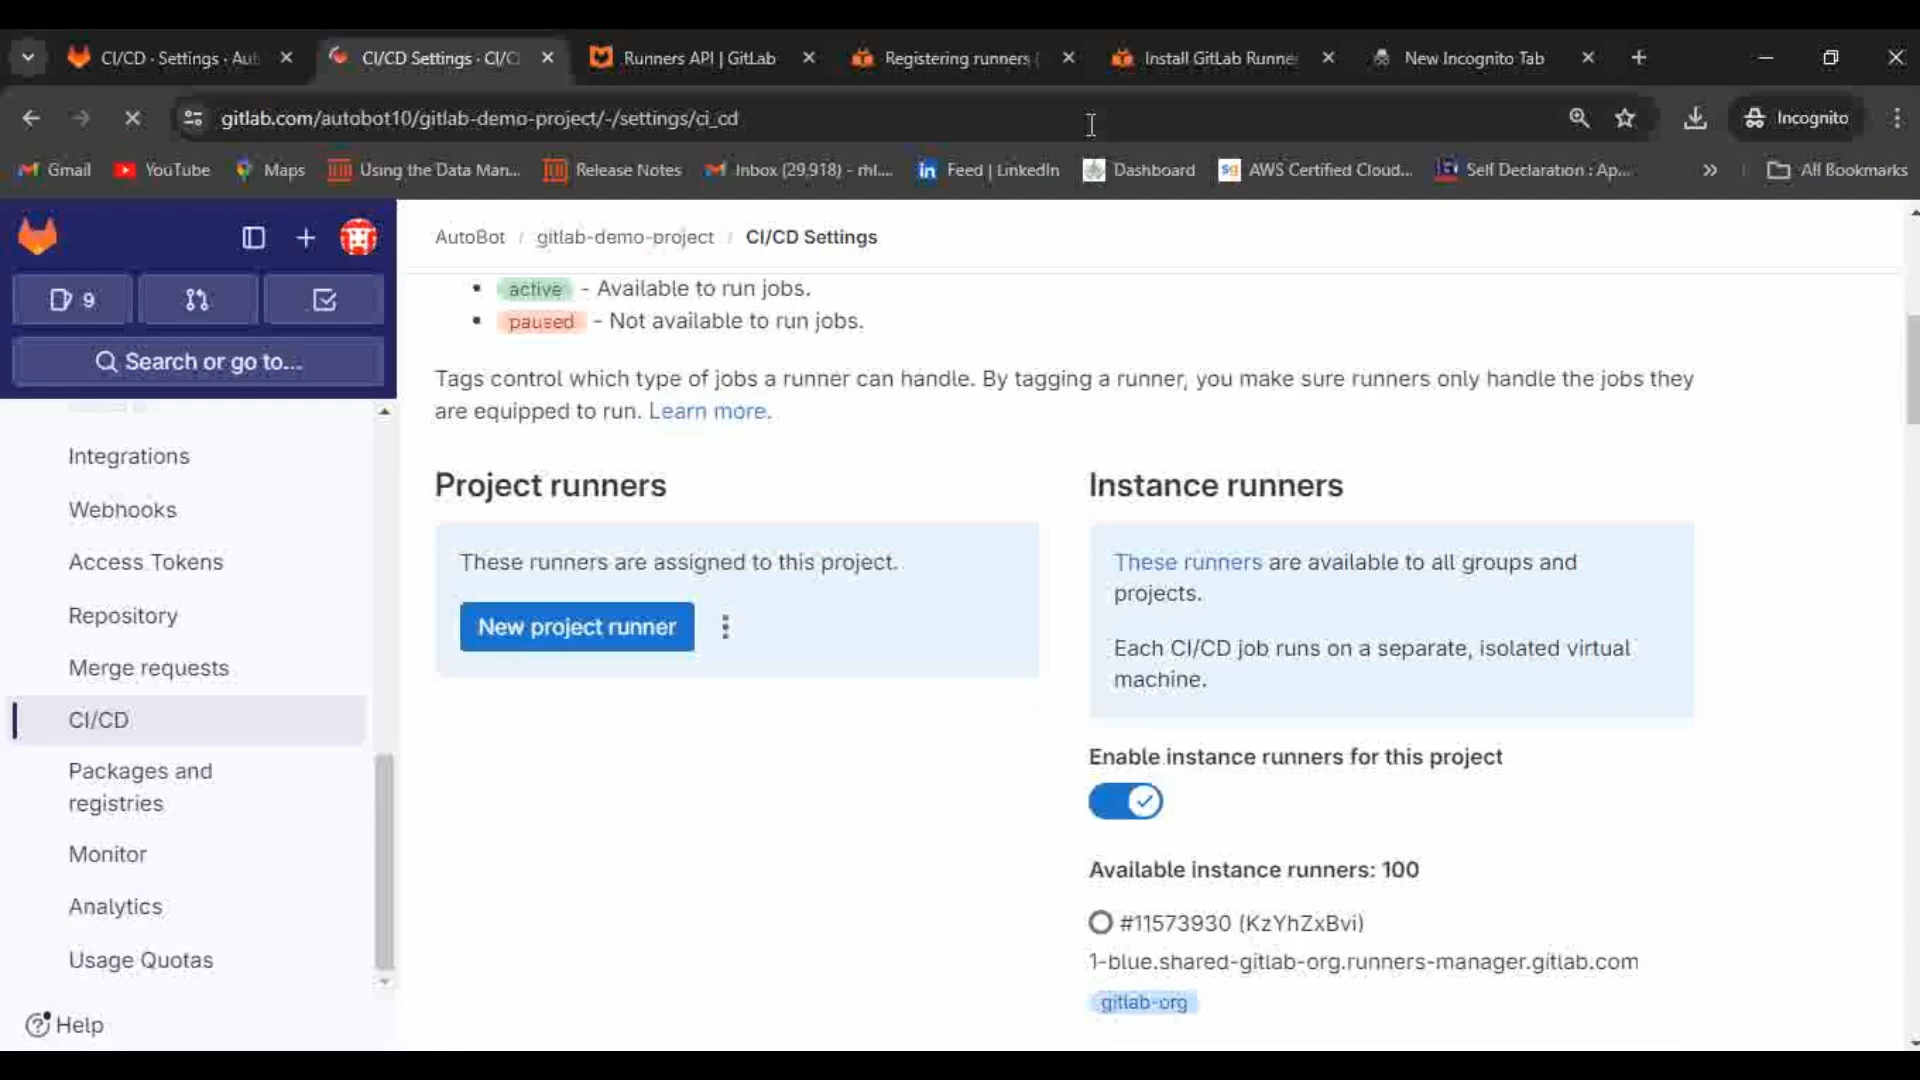 CI/CD · Settings · Aut
CI/CD Settings · CI/C
Runners API | GitLab
Registering runners |
Install GitLab Runne
New Incognito Tab
gitlab.com/autobot10/gitlab-demo-project/-/settings/ci_cd
Incognito
Gmail
YouTube
Maps
Using the Data Man...
Release Notes
Inbox (29,918) - rhl....
Feed | LinkedIn
Dashboard
AWS Certified Cloud...
Self Declaration : Ap...
All Bookmarks
9
Search or go to...
Integrations
Webhooks
Access Tokens
Repository
Merge requests
CI/CD
Packages and
registries
Monitor
Analytics
Usage Quotas
Help
AutoBot / gitlab-demo-project / CI/CD Settings
• active - Available to run jobs.
• paused - Not available to run jobs.
Tags control which type of jobs a runner can handle. By tagging a runner, you make sure runners only handle the jobs they
are equipped to run. Learn more.
Project runners
These runners are assigned to this project.
New project runner
Instance runners
These runners are available to all groups and
projects.
Each CI/CD job runs on a separate, isolated virtual
machine.
Enable instance runners for this project
Available instance runners: 100
#11573930 (KzYhZxBvi)
1-blue.shared-gitlab-org.runners-manager.gitlab.com
gitlab-org